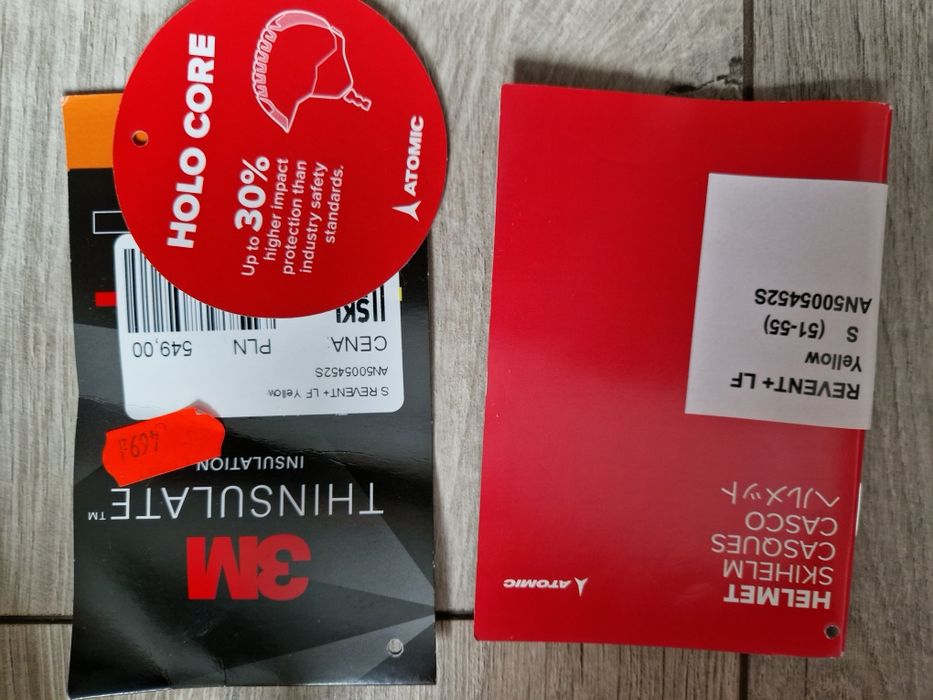 HOLO CORE
Up to 30%
higher impact
protection than
industry safety
standards.
ATOMIC
3M
THINSULATE™
INSULATION
S REVENT+ LF Yellow
AN5005452S
CENA:
PLN
549,00
SKI
HELMET
SKIHELM
CASQUES
CASCO
ヘルメット
ATOMIC
REVENT+ LF
Yellow
S (51-55)
AN5005452S